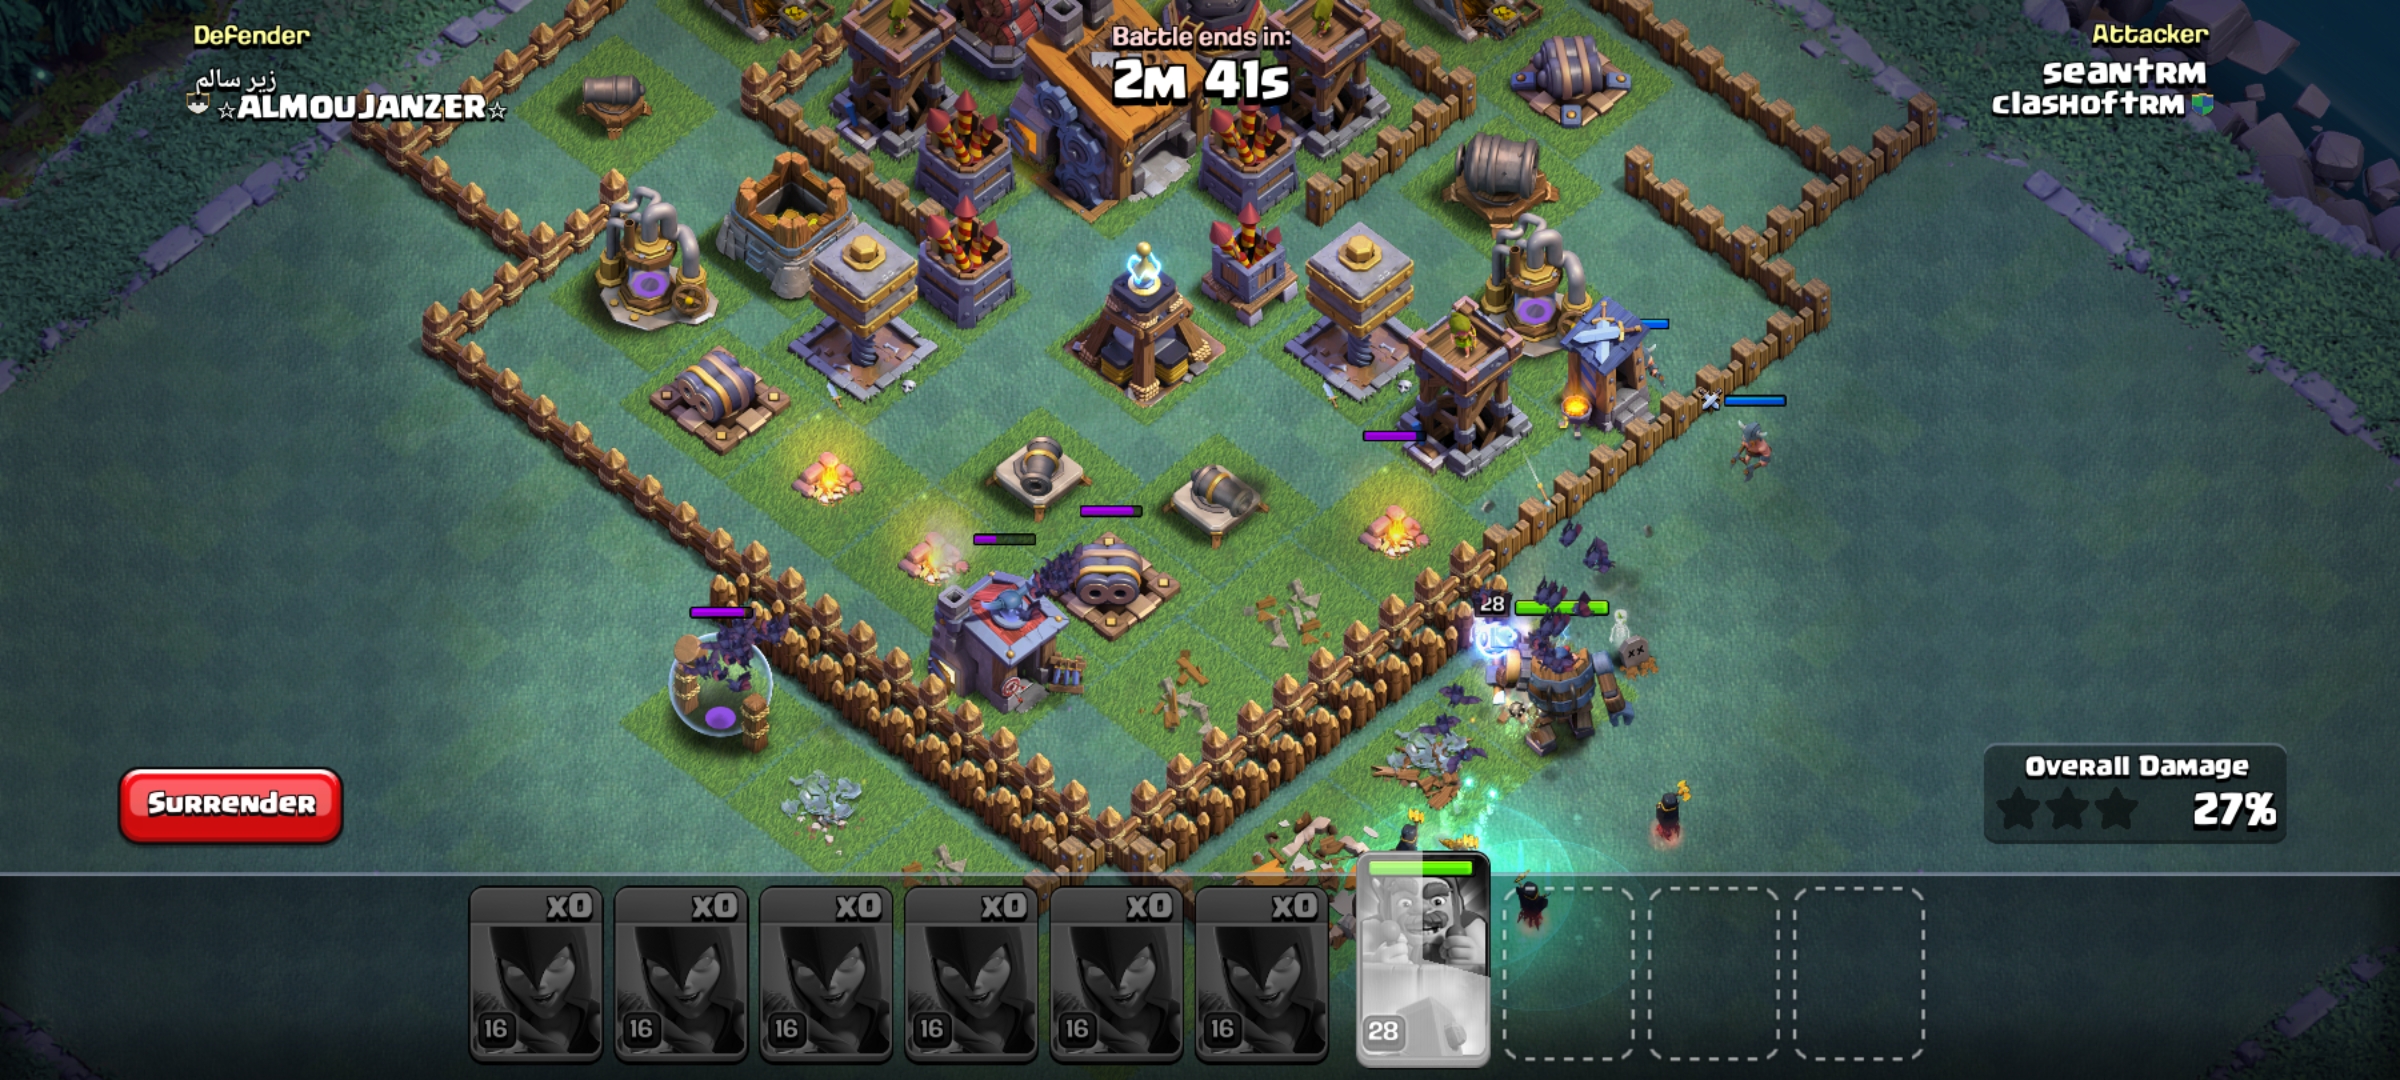 Defender
زير سالم
☆ALMOUJANZER☆
Battle ends in:
2M 41s
Attacker
seantRM
clashoftRM
28
Surrender
Overall Damage
27%
x0 x0 x0 x0 x0 x0
16 16 16 16 16 16 28